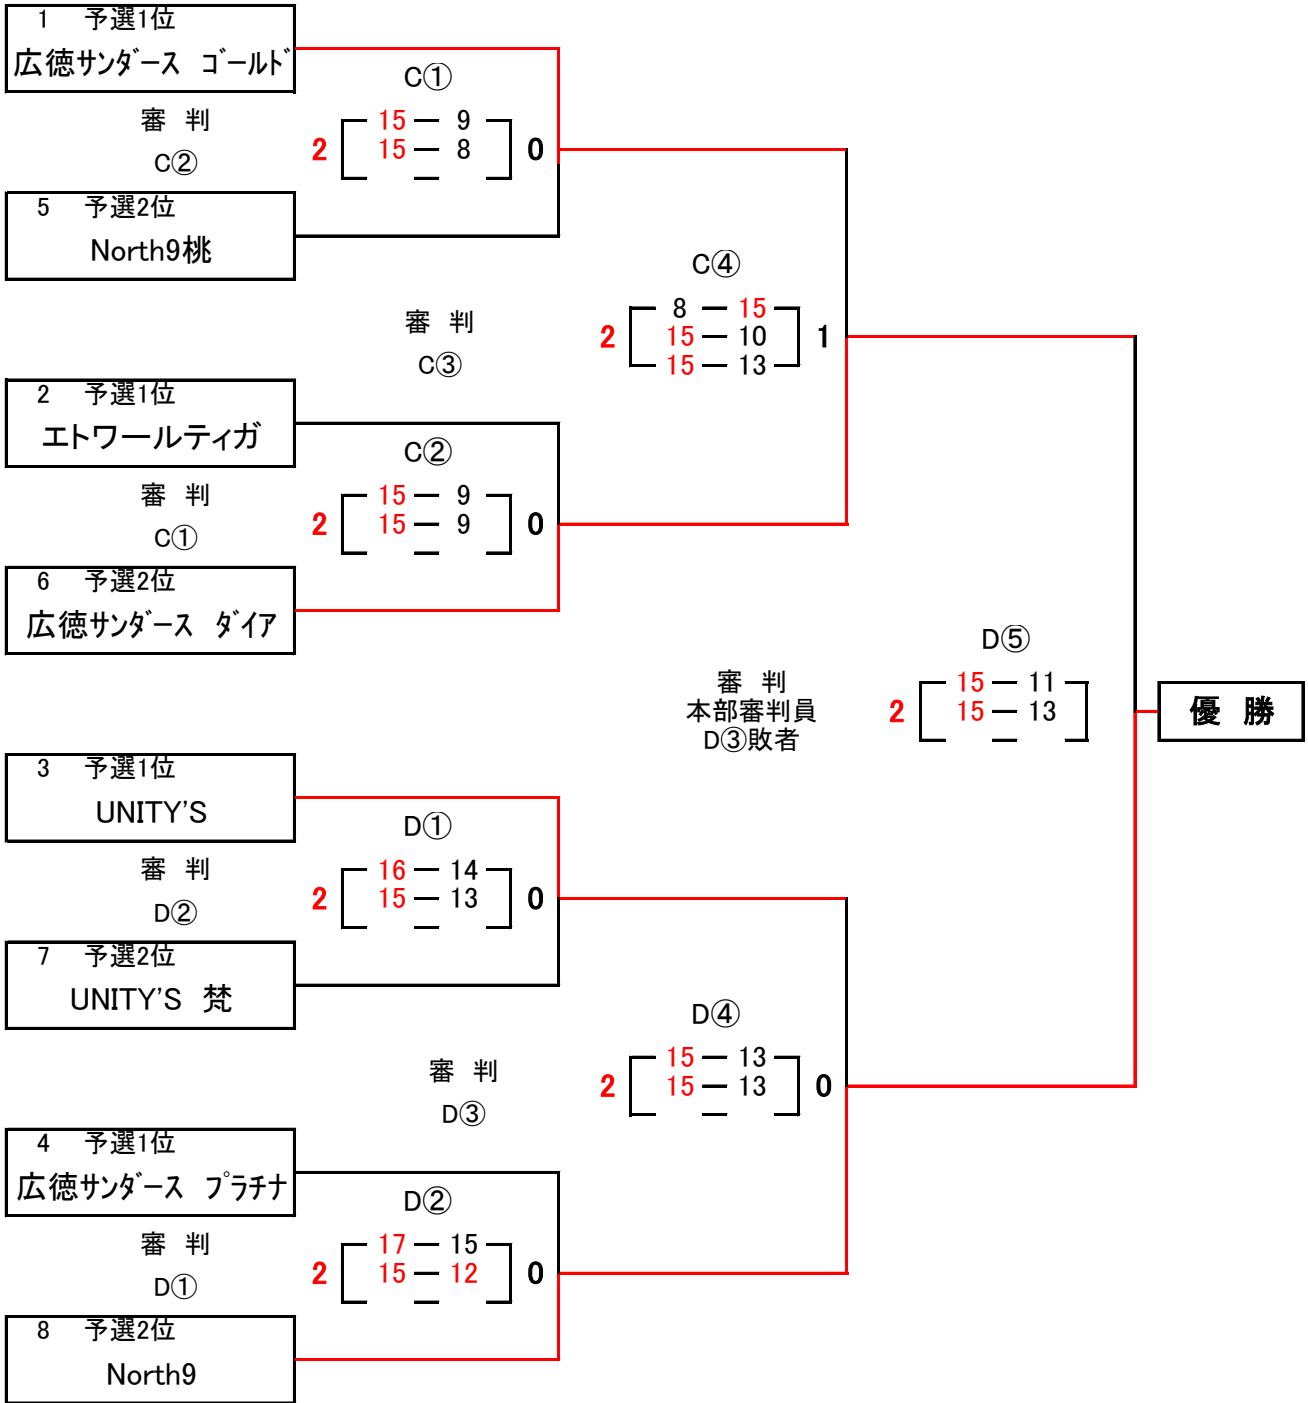 1 予選1位
広徳サンダース ゴールド
C①
審 判
C②
2 15 — 9 0
15 — 8
—
5 予選2位
North9桃
C④
審 判
C③
2 8 — 15 1
15 — 10
15 — 13
2 予選1位
エトワールティガ
C②
審 判
C①
2 15 — 9 0
15 — 9
—
6 予選2位
広徳サンダース ダイア
D⑤
審 判
本部審判員
D③敗者
2 15 — 11
15 — 13
—
優 勝
3 予選1位
UNITY'S
D①
審 判
D②
2 16 — 14 0
15 — 13
—
7 予選2位
UNITY'S 梵
D④
審 判
D③
2 15 — 13 0
15 — 13
—
4 予選1位
広徳サンダース プラチナ
D②
審 判
D①
2 17 — 15 0
15 — 12
—
8 予選2位
North9